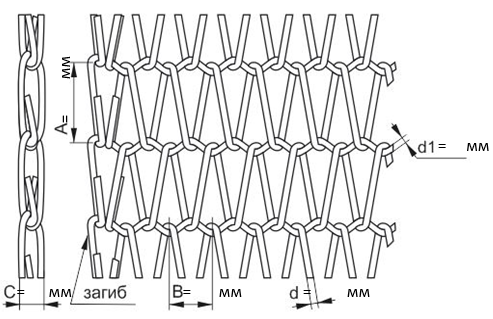 A= мм
d1= мм
C= мм
загиб
B= мм
d = мм